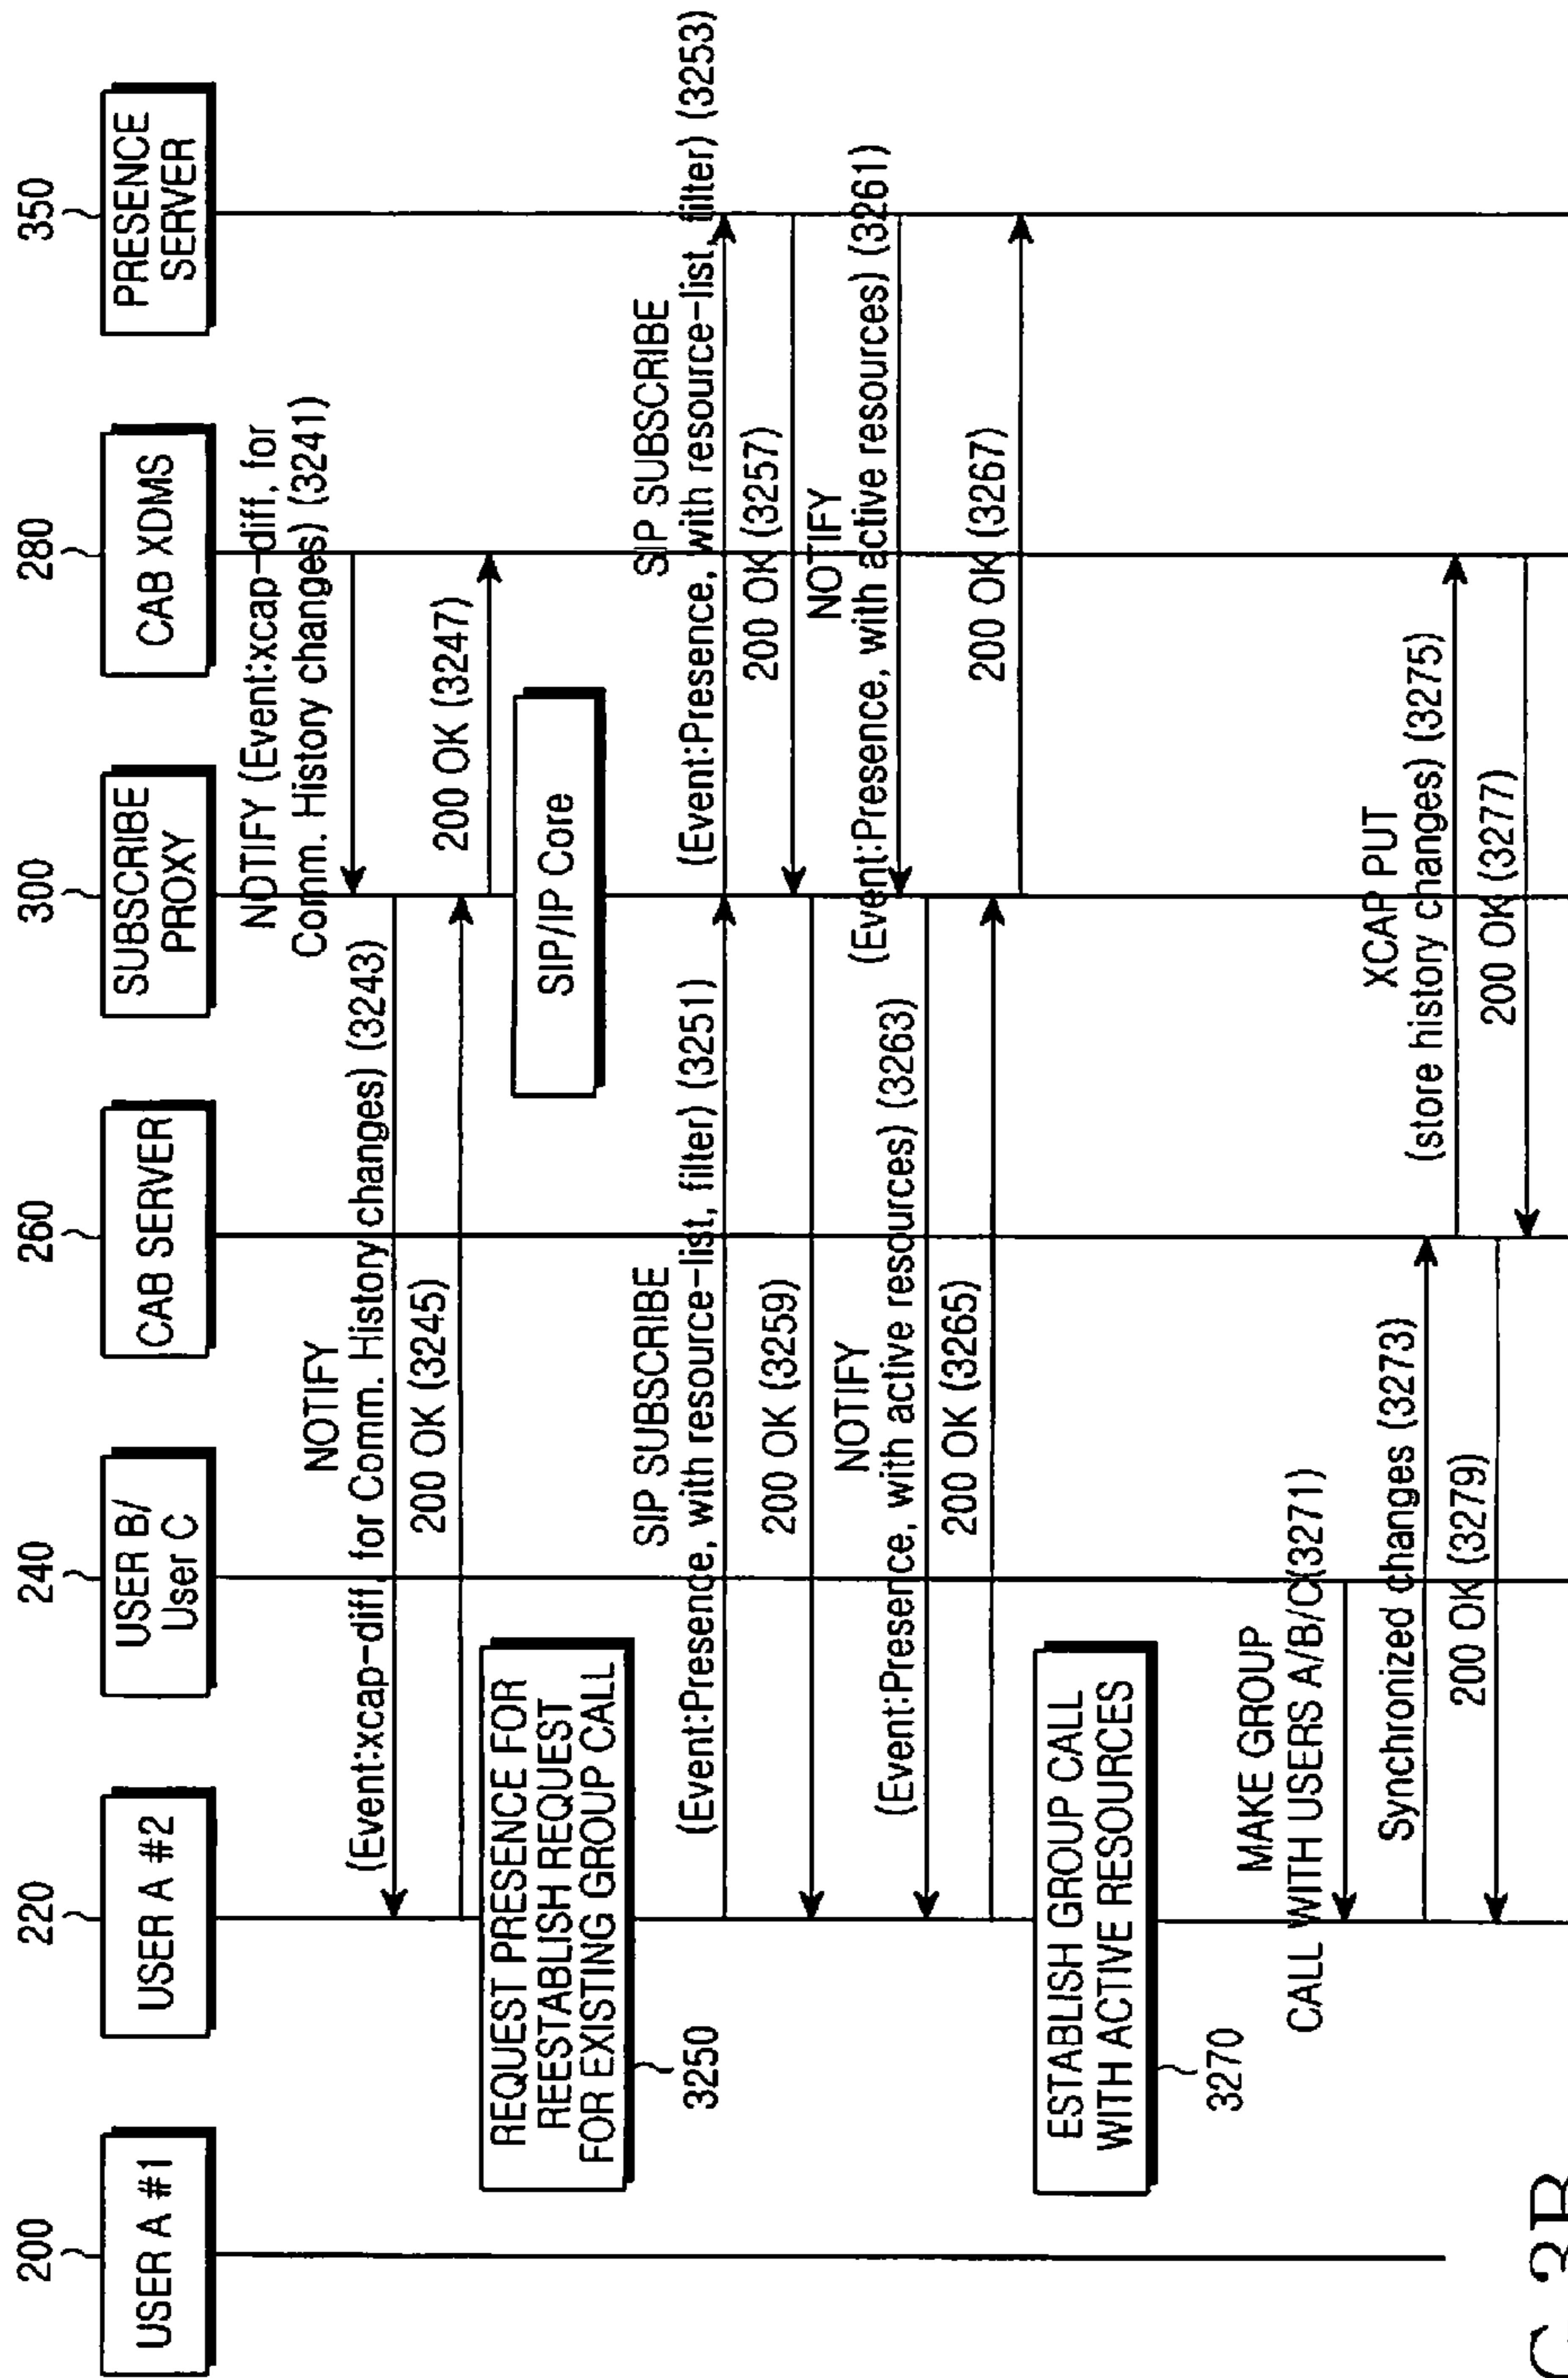 200
220
240
260
300
280
350
USER A #1
USER A #2
USER B/
User C
CAB SERVER
SUBSCRIBE
PROXY
CAB XDMS
PRESENCE
SERVER
NOTIFY (Event:xcap-diff, for
Comm. History changes) (3241)
NOTIFY
(Event:xcap-diff, for Comm. History changes) (3243)
200 OK (3245)
200 OK (3247)
REQUEST PRESENCE FOR
REESTABLISH REQUEST
FOR EXISTING GROUP CALL
3250
SIP/IP Core
SIP SUBSCRIBE
(Event:Presence, with resource-list, filter) (3251)
SIP SUBSCRIBE
(Event:Presence, with resource-list, filter) (3253)
200 OK (3257)
200 OK (3259)
NOTIFY
(Event:Presence, with active resources) (3261)
NOTIFY
(Event:Presence, with active resources) (3263)
200 OK (3265)
200 OK (3267)
ESTABLISH GROUP CALL
WITH ACTIVE RESOURCES
3270
MAKE GROUP
CALL WITH USERS A/B/C(3271)
Synchronized changes (3273)
XCAP PUT
(store history changes) (3275)
200 OK (3277)
200 OK (3279)